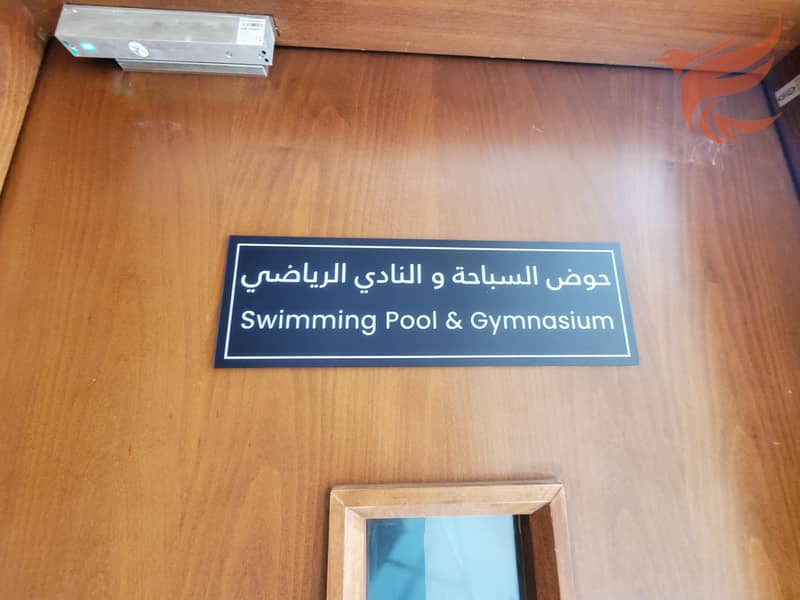 حوض السباحة و النادي الرياضي
Swimming Pool & Gymnasium